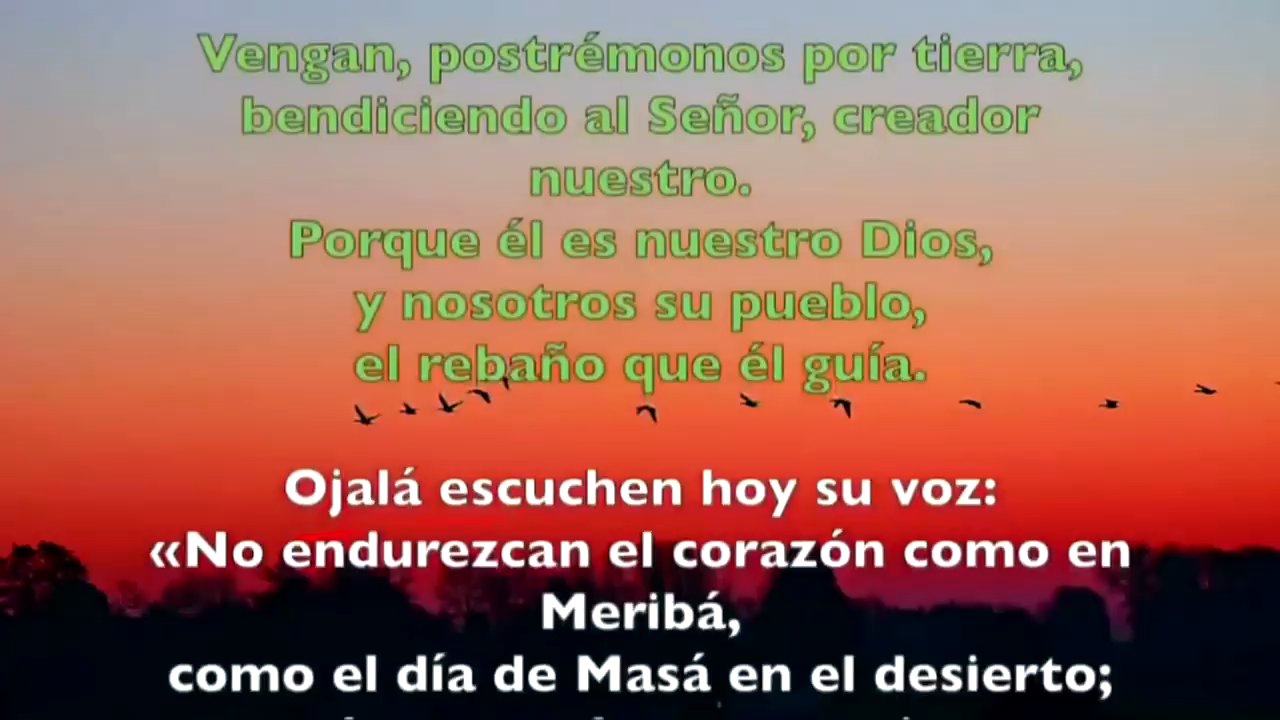 Vengan, postrémonos por tierra,
bendiciendo al Señor, creador
nuestro.
Porque él es nuestro Dios,
y nosotros su pueblo,
el rebaño que él guía.
Ojalá escuchen hoy su voz:
«No endurezcan el corazón como en
Meribá,
como el día de Masá en el desierto;